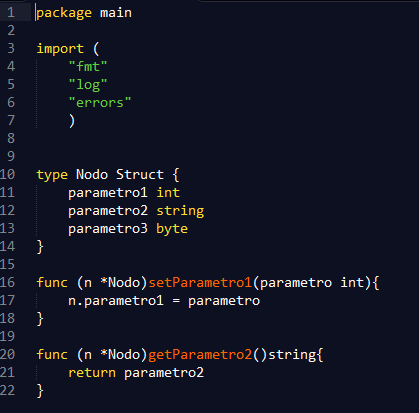 1 package main
2
3 import (
4     "fmt"
5     "log"
6     "errors"
7     )
8
9
10 type Nodo Struct {
11     parametro1 int
12     parametro2 string
13     parametro3 byte
14 }
15
16 func (n *Nodo)setParametro1(parametro int){
17     n.parametro1 = parametro
18 }
19
20 func (n *Nodo)getParametro2()string{
21     return parametro2
22 }